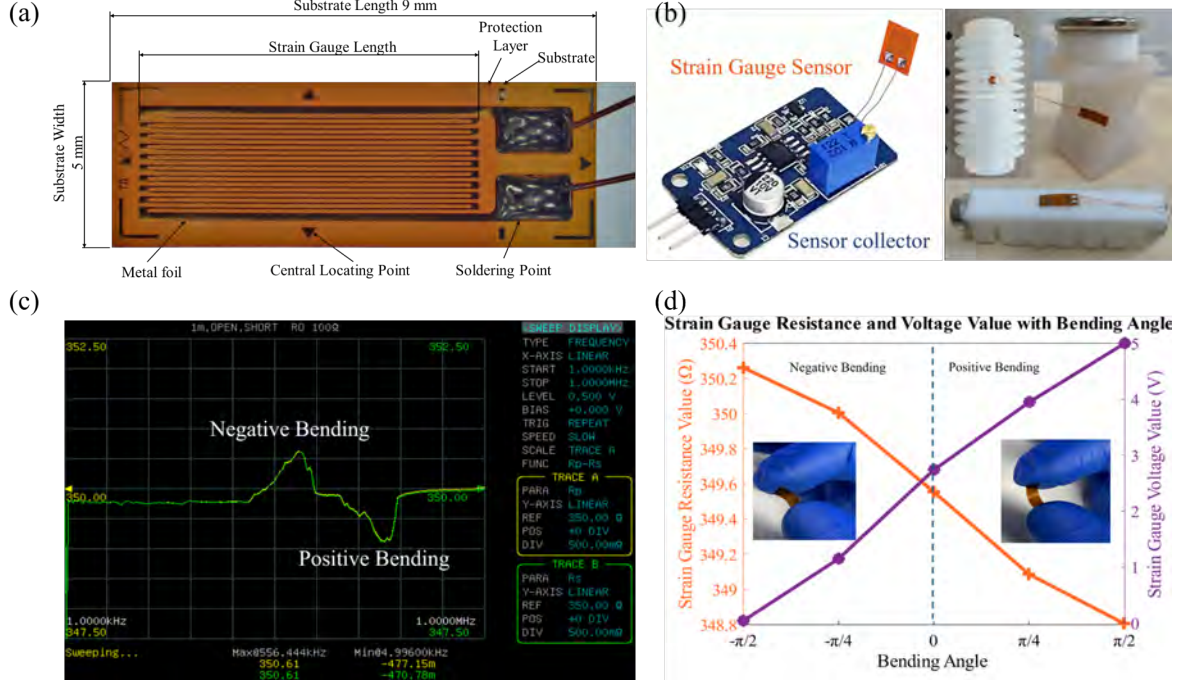 (a)
Substrate Length 9 mm
Strain Gauge Length
Protection
Layer
Substrate
Substrate Width
5 mm
Metal foil
Central Locating Point
Soldering Point
(b)
Strain Gauge Sensor
Sensor collector
(c)
1m,OPEN,SHORT RO 100Ω
352.50
352.50
Negative Bending
350.00
350.00
Positive Bending
1.0000kHz
1.0000MHz
347.50
347.50
Sweeping...
Max@556.444kHz
Min@4.99600kHz
350.61
-477.15m
350.61
-470.78m
<SWEEP DISPLAY>
TYPE FREQUENCY
X-AXIS LINEAR
START 1.0000kHz
STOP 1.0000MHz
LEVEL 0.500 V
BIAS +0.000 V
TRIG REPEAT
SPEED SLOW
SCALE TRACE A
FUNC Rp-Rs
TRACE A
PARA Rp
Y-AXIS LINEAR
REF 350.00 Ω
POS +0 DIV
DIV 500.00mΩ
TRACE B
PARA Rs
Y-AXIS LINEAR
REF 350.00 Ω
POS +0 DIV
DIV 500.00mΩ
(d)
Strain Gauge Resistance and Voltage Value with Bending Angle
Negative Bending
Positive Bending
Strain Gauge Resistance Value (Ω)
350.4
350.2
350
349.8
349.6
349.4
349.2
349
348.8
Strain Gauge Voltage Value (V)
5
4
3
2
1
0
-π/2
-π/4
0
π/4
π/2
Bending Angle